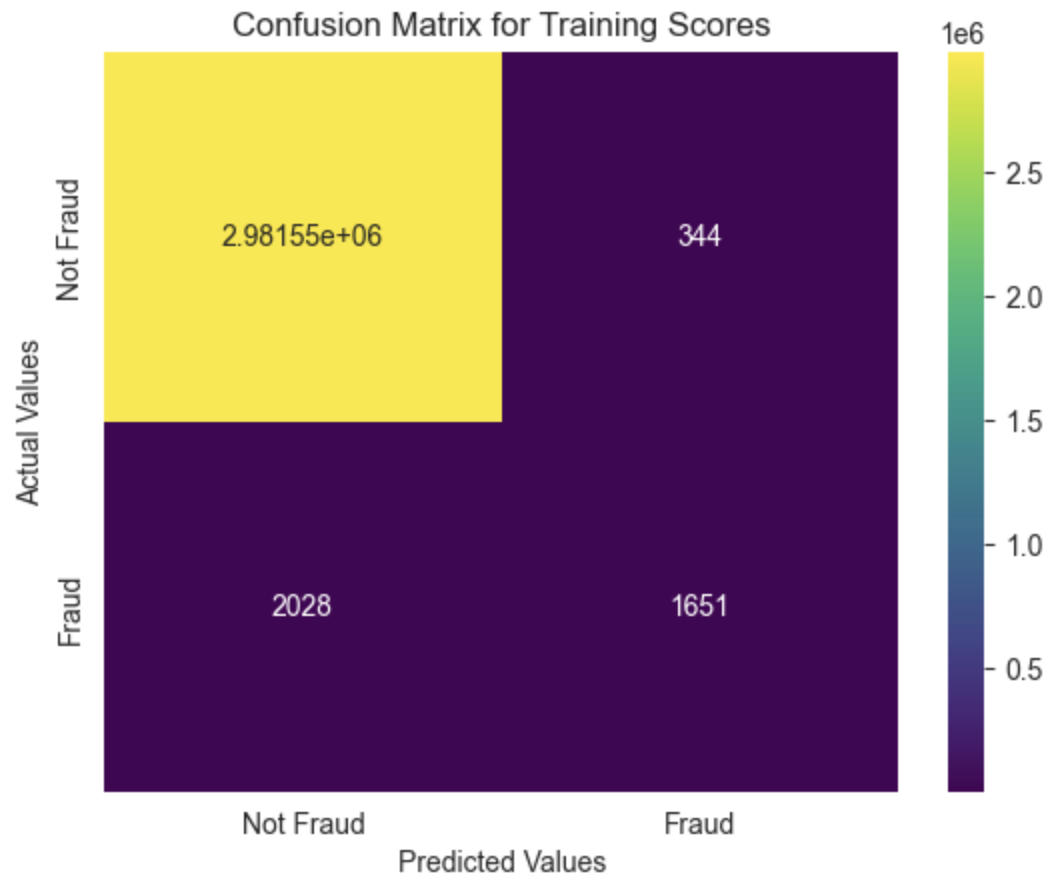 Confusion Matrix for Training Scores
1e6
Not Fraud
2.98155e+06
344
Fraud
2028
1651
Actual Values
Not Fraud
Fraud
Predicted Values
2.5
2.0
1.5
1.0
0.5